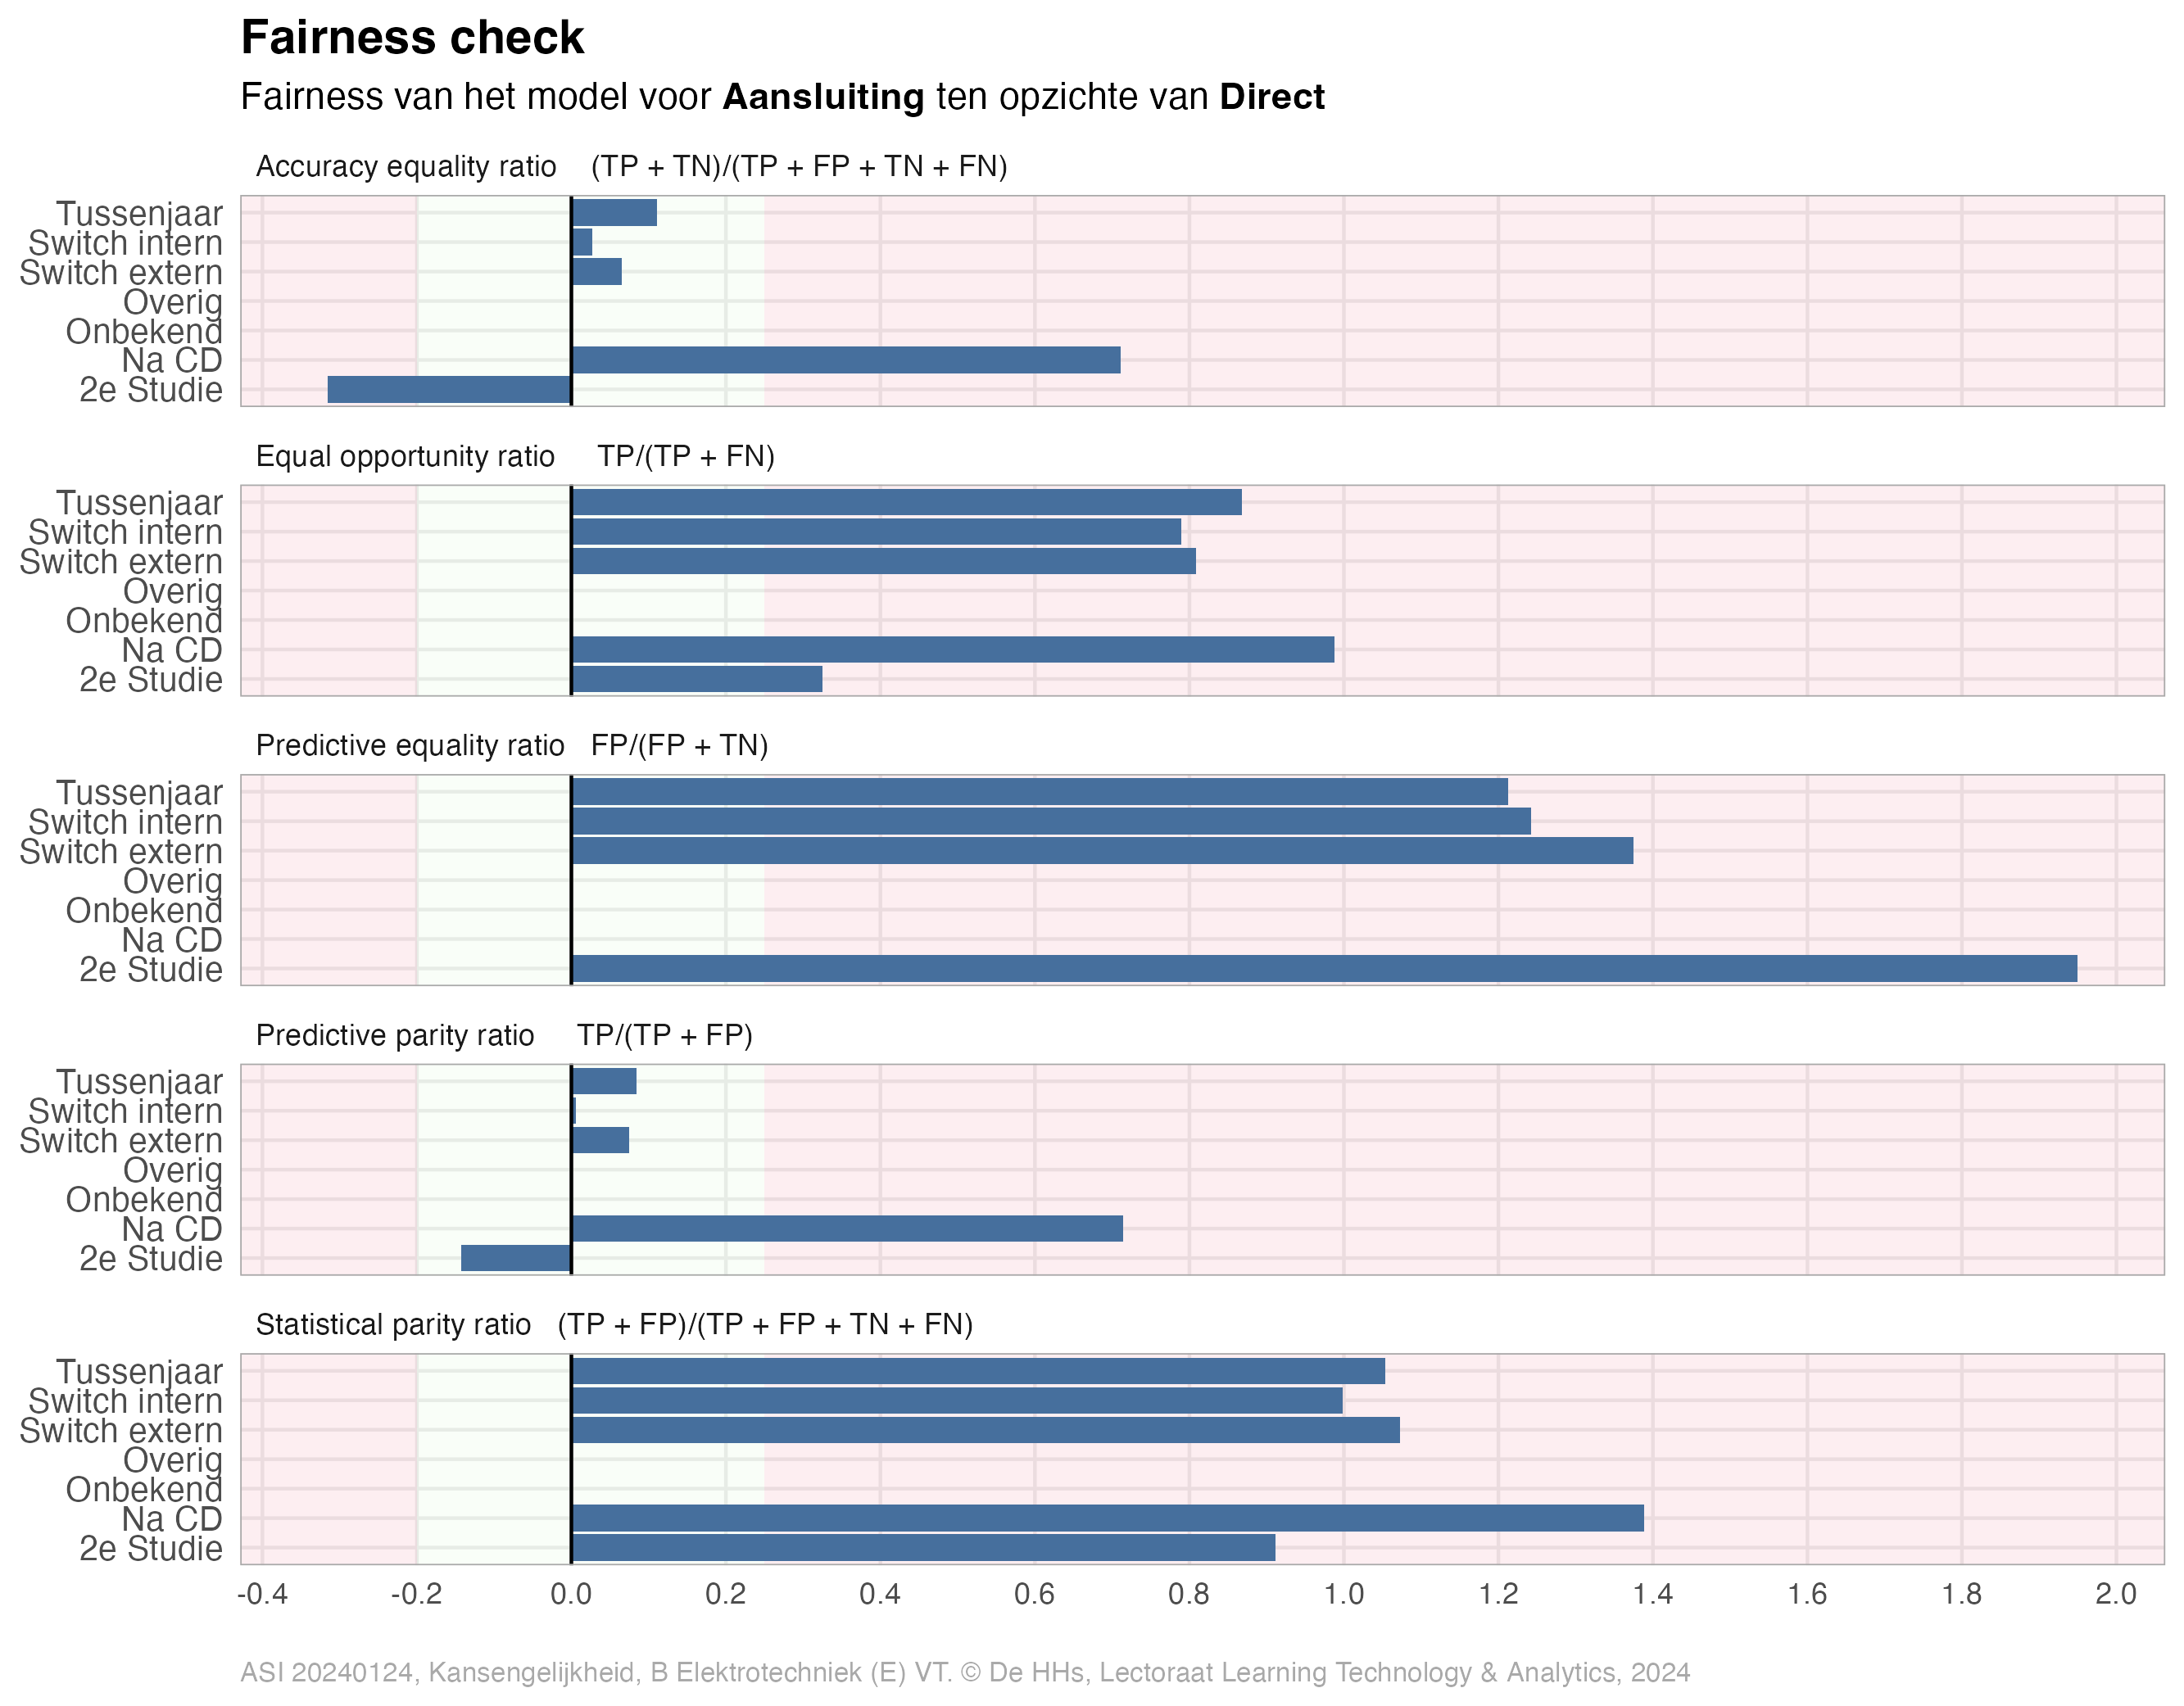 Fairness check
Fairness van het model voor Aansluiting ten opzichte van Direct
Accuracy equality ratio (TP + TN)/(TP + FP + TN + FN)
Tussenjaar
Switch intern
Switch extern
Overig
Onbekend
Na CD
2e Studie
Equal opportunity ratio TP/(TP + FN)
Tussenjaar
Switch intern
Switch extern
Overig
Onbekend
Na CD
2e Studie
Predictive equality ratio FP/(FP + TN)
Tussenjaar
Switch intern
Switch extern
Overig
Onbekend
Na CD
2e Studie
Predictive parity ratio TP/(TP + FP)
Tussenjaar
Switch intern
Switch extern
Overig
Onbekend
Na CD
2e Studie
Statistical parity ratio (TP + FP)/(TP + FP + TN + FN)
Tussenjaar
Switch intern
Switch extern
Overig
Onbekend
Na CD
2e Studie
-0.4 -0.2 0.0 0.2 0.4 0.6 0.8 1.0 1.2 1.4 1.6 1.8 2.0
ASI 20240124, Kansengelijkheid, B Elektrotechniek (E) VT. © De HHs, Lectoraat Learning Technology & Analytics, 2024